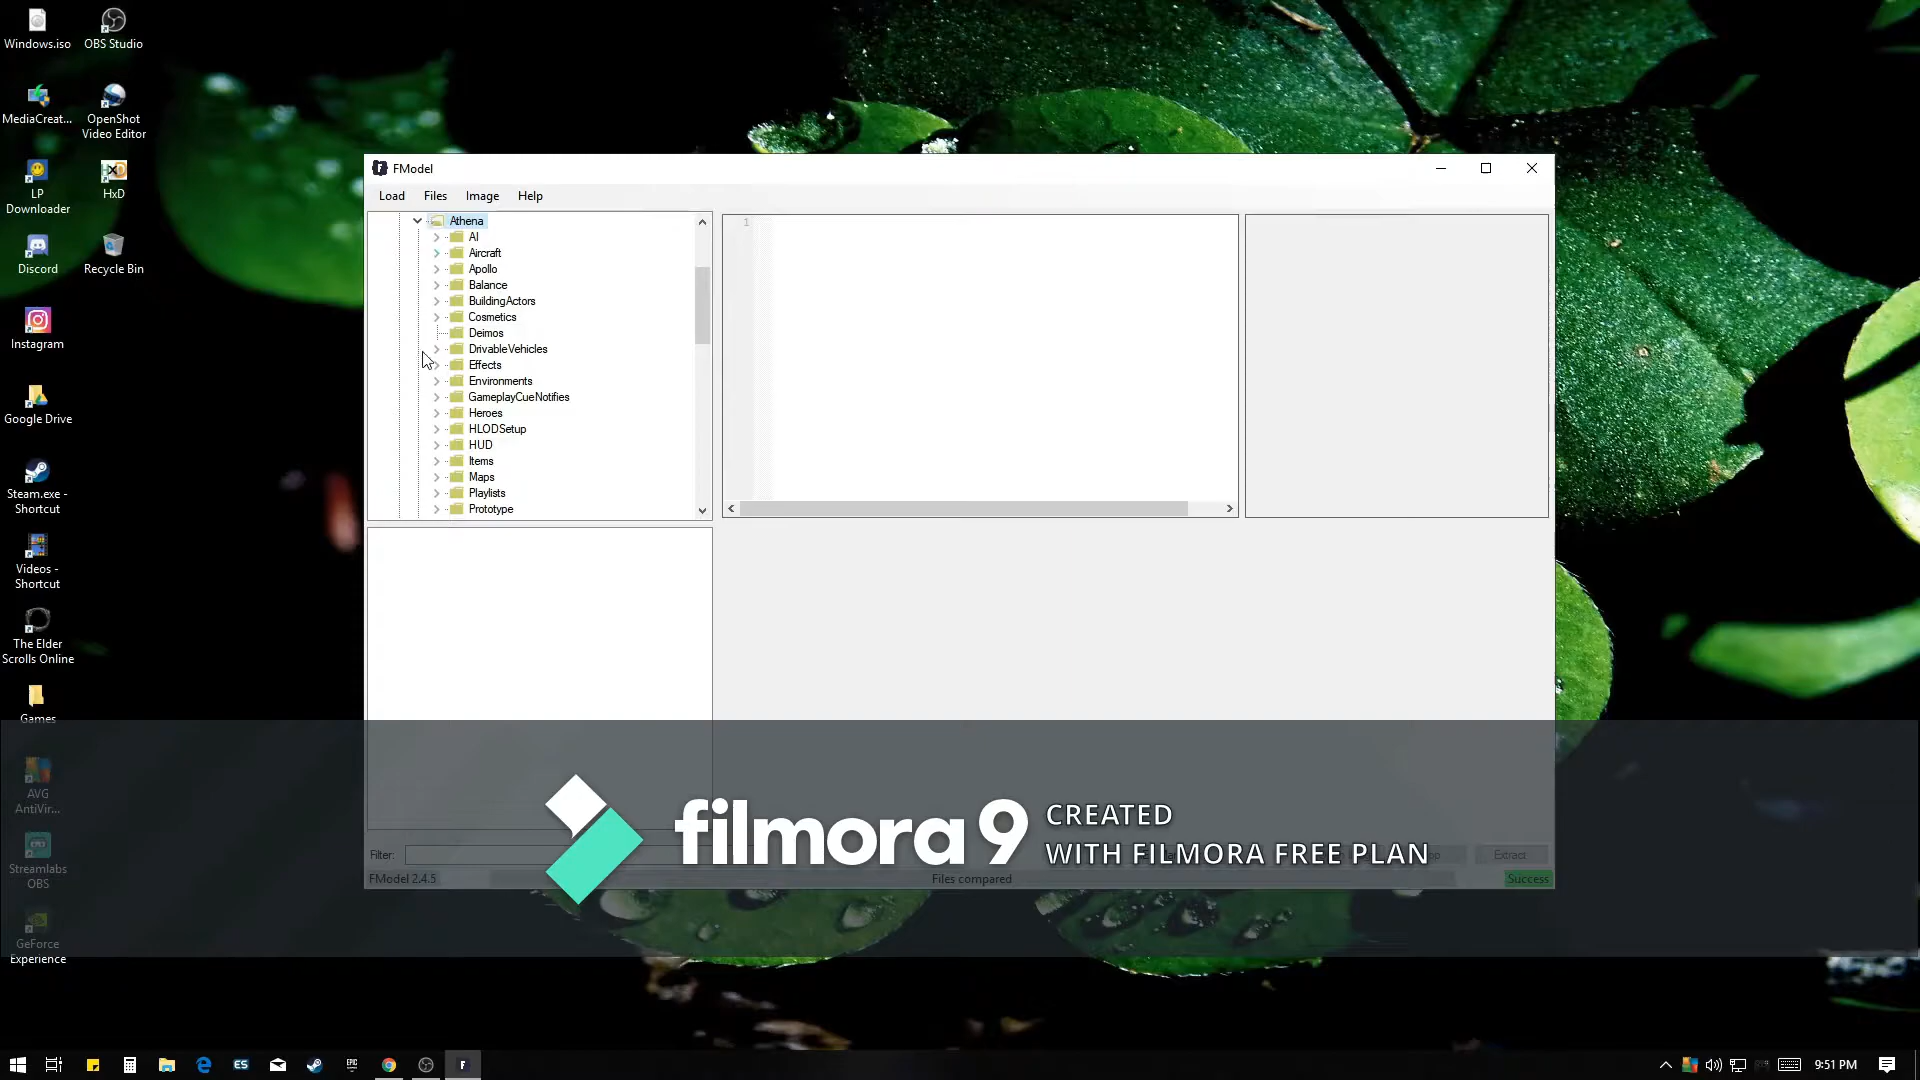 Windows.iso
OBS Studio
MediaCreat...
OpenShot
Video Editor
LP
Downloader
HxD
Discord
Recycle Bin
Instagram
Google Drive
Steam.exe -
Shortcut
Videos -
Shortcut
The Elder
Scrolls Online
Games
AVG
AntiVir...
Streamlabs
OBS
GeForce
Experience
FModel
Load Files Image Help
Athena
AI
Aircraft
Apollo
Balance
BuildingActors
Cosmetics
Deimos
DrivableVehicles
Effects
Environments
GameplayCueNotifies
Heroes
HLODSetup
HUD
Items
Maps
Playlists
Prototype
1
Filter:
Extract
FModel 2.4.5
Files compared
Success
filmora9
CREATED
WITH FILMORA FREE PLAN
ES
EPIC
9:51 PM